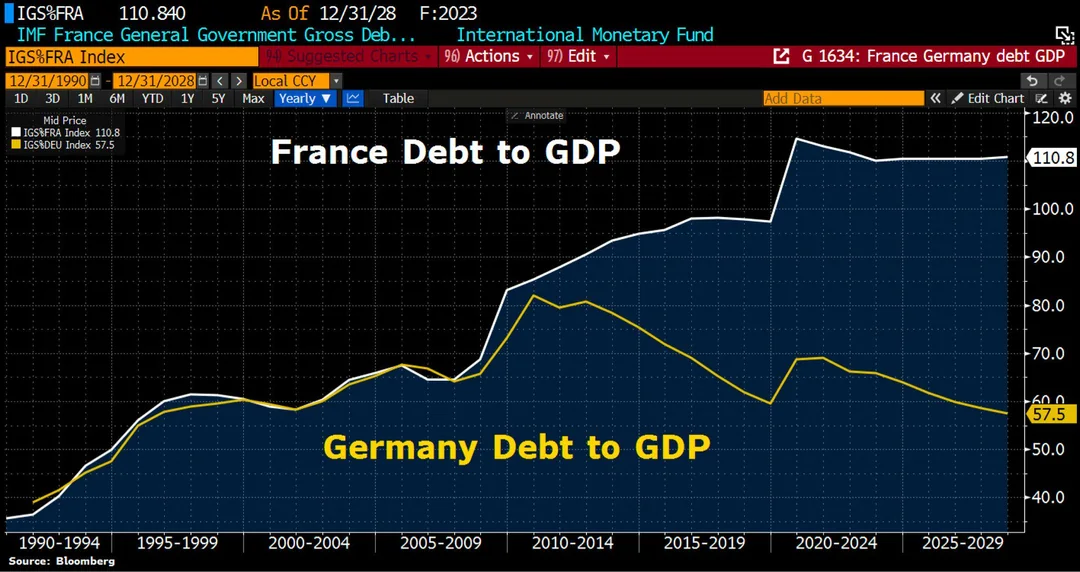 IGS%FRA 110.840 As Of 12/31/28 F:2023
IMF France General Government Gross Deb... International Monetary Fund
IGS%FRA Index 94) Suggested Charts 96) Actions 97) Edit G 1634: France Germany debt GDP
12/31/1990 - 12/31/2028 Local CCY
1D 3D 1M 6M YTD 1Y 5Y Max Yearly Table Add Data Edit Chart
Annotate
Mid Price
IGS%FRA Index 110.8
IGS%DEU Index 57.5
France Debt to GDP
Germany Debt to GDP
120.0
110.8
100.0
90.0
80.0
70.0
60.0
57.5
50.0
40.0
1990-1994 1995-1999 2000-2004 2005-2009 2010-2014 2015-2019 2020-2024 2025-2029
Source: Bloomberg